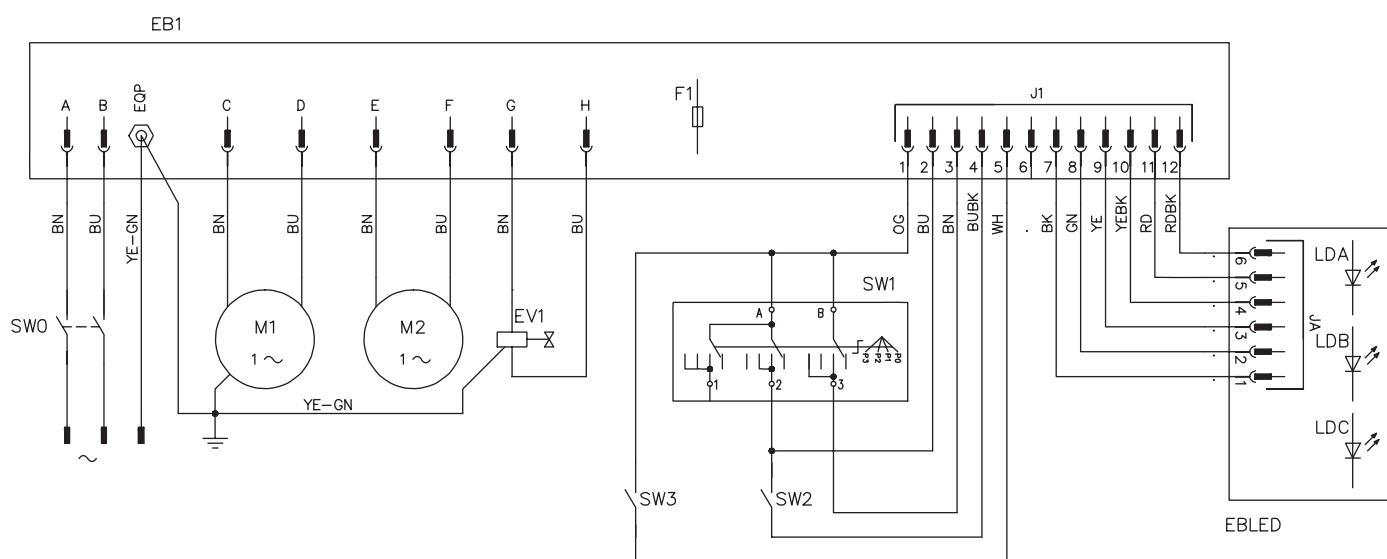 EB1
A B EQP C D E F G H
F1
J1
1 2 3 4 5 6 7 8 9 10 11 12
BN BU YE-GN BN BU BN BU BN BU
OG BU BN BUBK WH . BK GN YE YEBK RD RDBK
SW0
M1
1~
M2
1~
EV1
YE-GN
~
SW1
A B
P3 P2 P1 P0
1 2 3
SW3
SW2
6
5
4
3
2
1
JA
LDA
LDB
LDC
EBLED